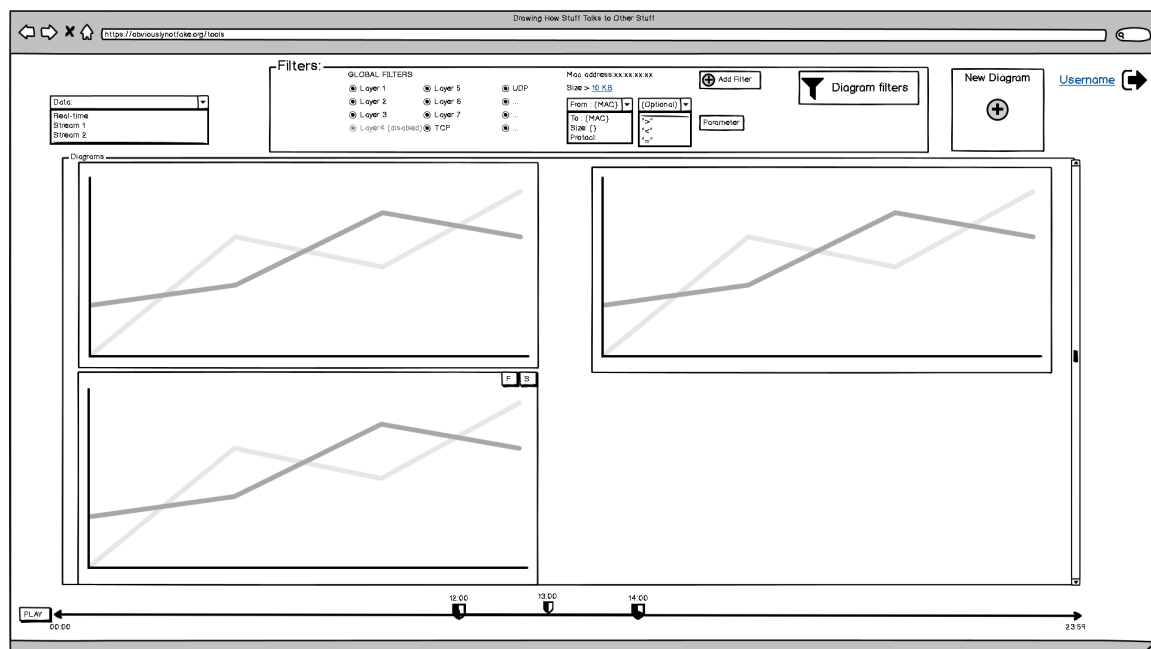 Drawing How Stuff Talks to Other Stuff
https://obviouslynotfake.org/tools
Filters:
GLOBAL FILTERS
Layer 1
Layer 5
UDP
Layer 2
Layer 6
...
Layer 3
Layer 7
...
Layer4 (disabled)
TCP
...
Mac address:xx:xx:xx:xx
Size > 10 KB
From : {MAC}
(Optional)
To : {MAC}
Size: {}
Protocl:
">"
"<"
"="
Add Filter
Parameter
Diagram filters
New Diagram
Username
Data:
Real-time
Stream 1
Stream 2
Diagrams
F
S
PLAY
00:00
12:00
13:00
14:00
23:59